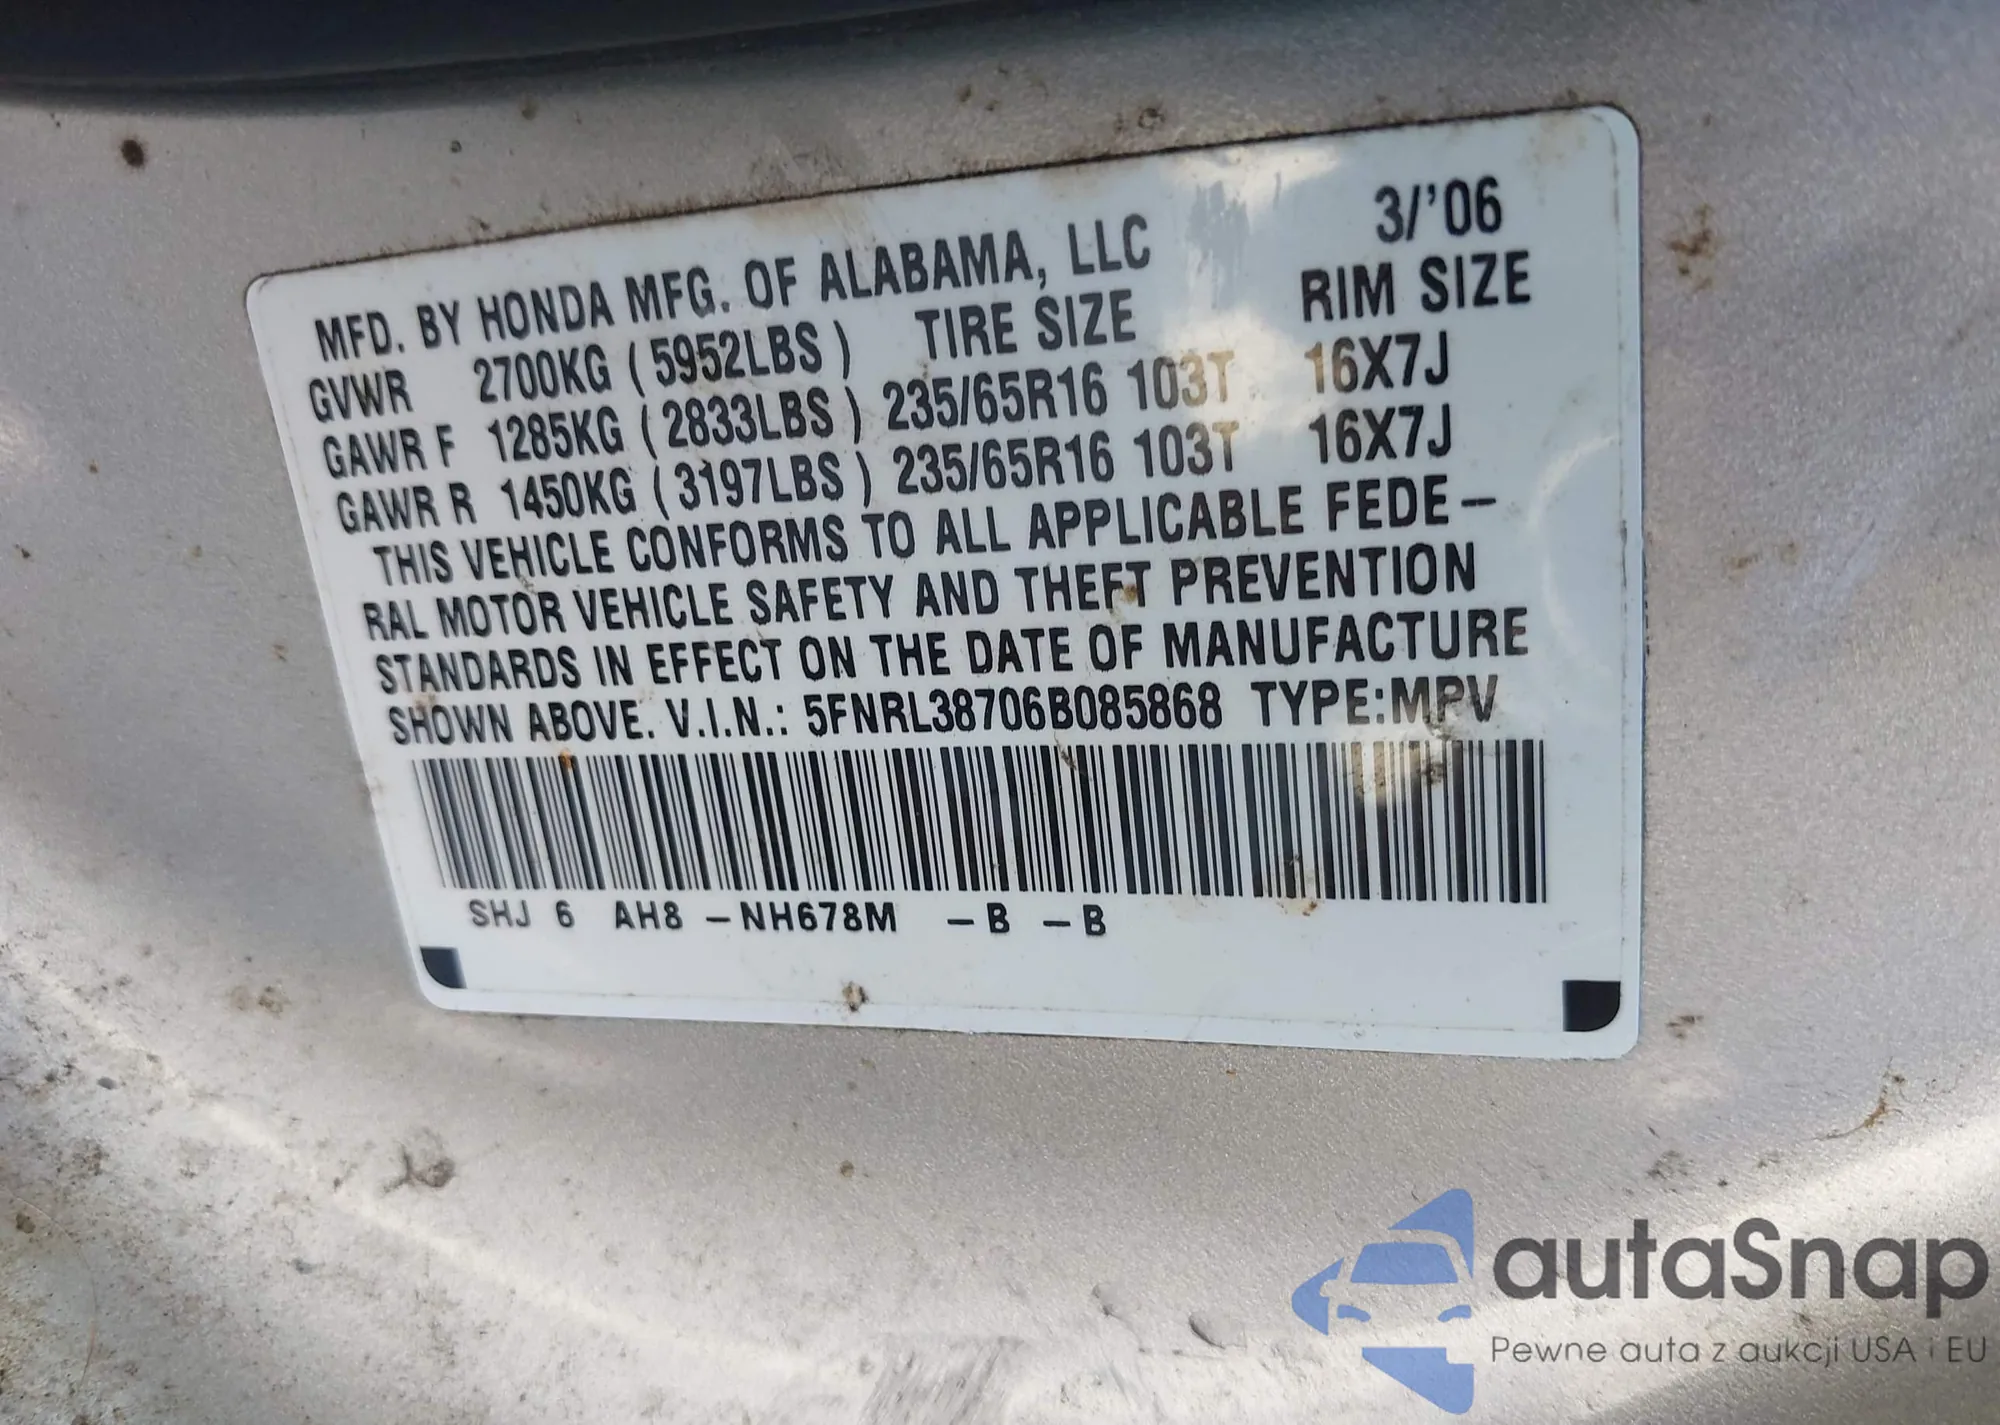 MFD. BY HONDA MFG. OF ALABAMA, LLC 3/'06
GVWR 2700KG ( 5952LBS ) TIRE SIZE RIM SIZE
GAWR F 1285KG ( 2833LBS ) 235/65R16 103T 16X7J
GAWR R 1450KG ( 3197LBS ) 235/65R16 103T 16X7J
THIS VEHICLE CONFORMS TO ALL APPLICABLE FEDE-
RAL MOTOR VEHICLE SAFETY AND THEFT PREVENTION
STANDARDS IN EFFECT ON THE DATE OF MANUFACTURE
SHOWN ABOVE. V.I.N.: 5FNRL38706B085868 TYPE:MPV
SHJ 6 AH8 -NH678M -B -B
autaSnap
Pewne auta z aukcji USA i EU